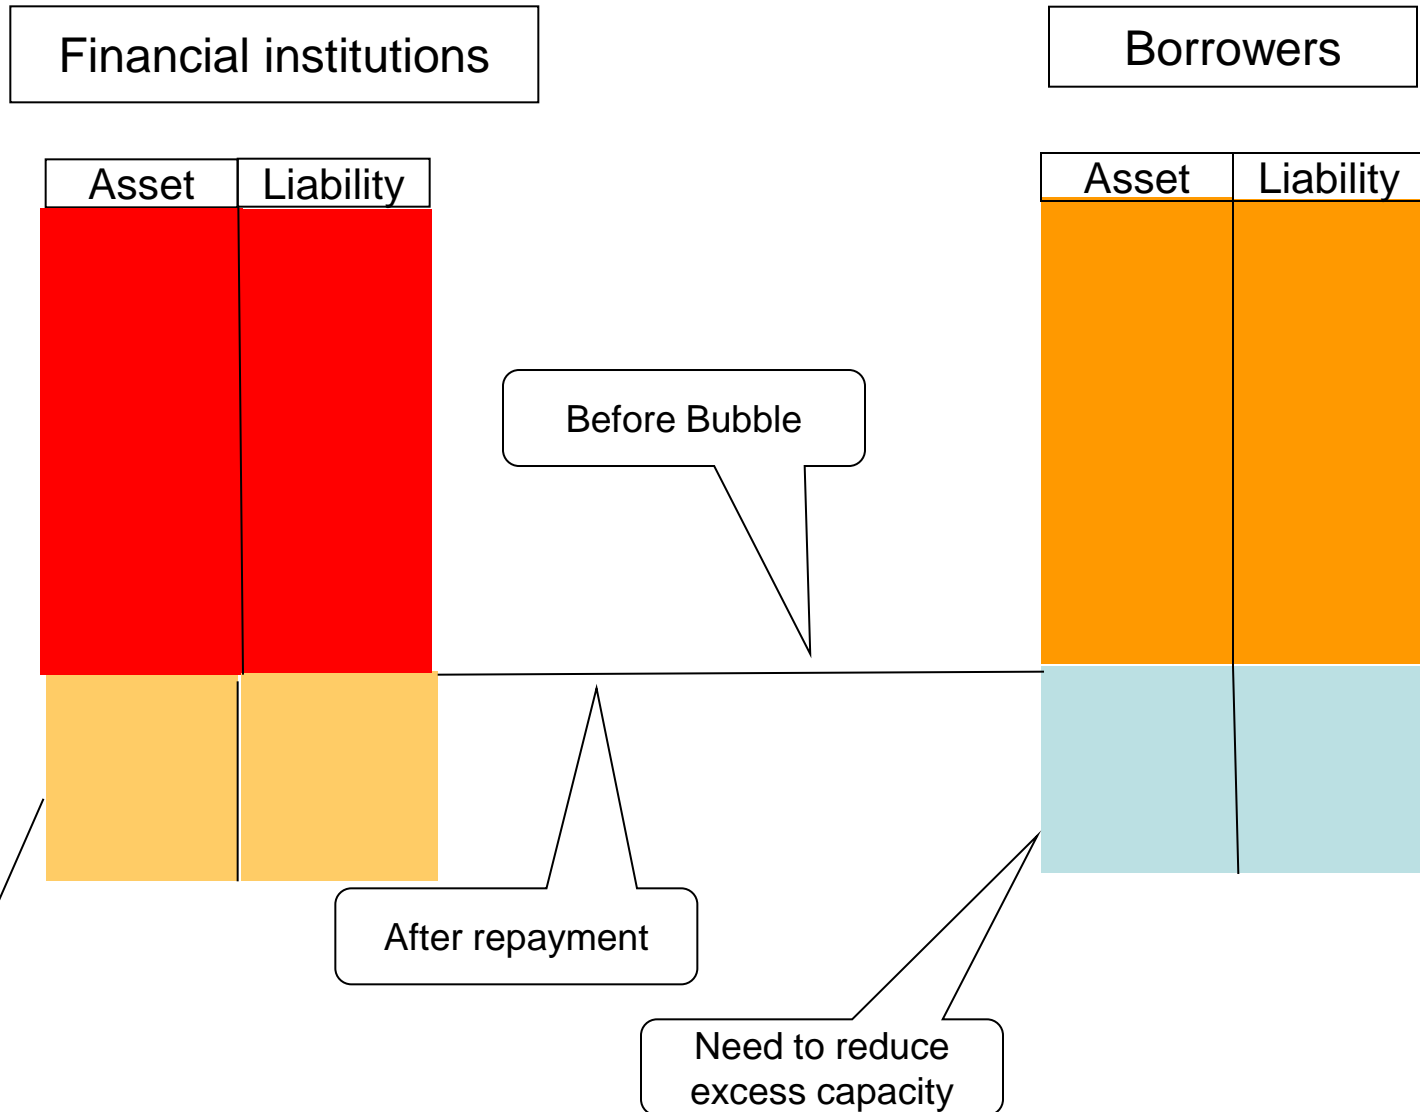 Financial institutions
Borrowers
Asset
Liability
Asset
Liability
Before Bubble
After repayment
Need to reduce
excess capacity